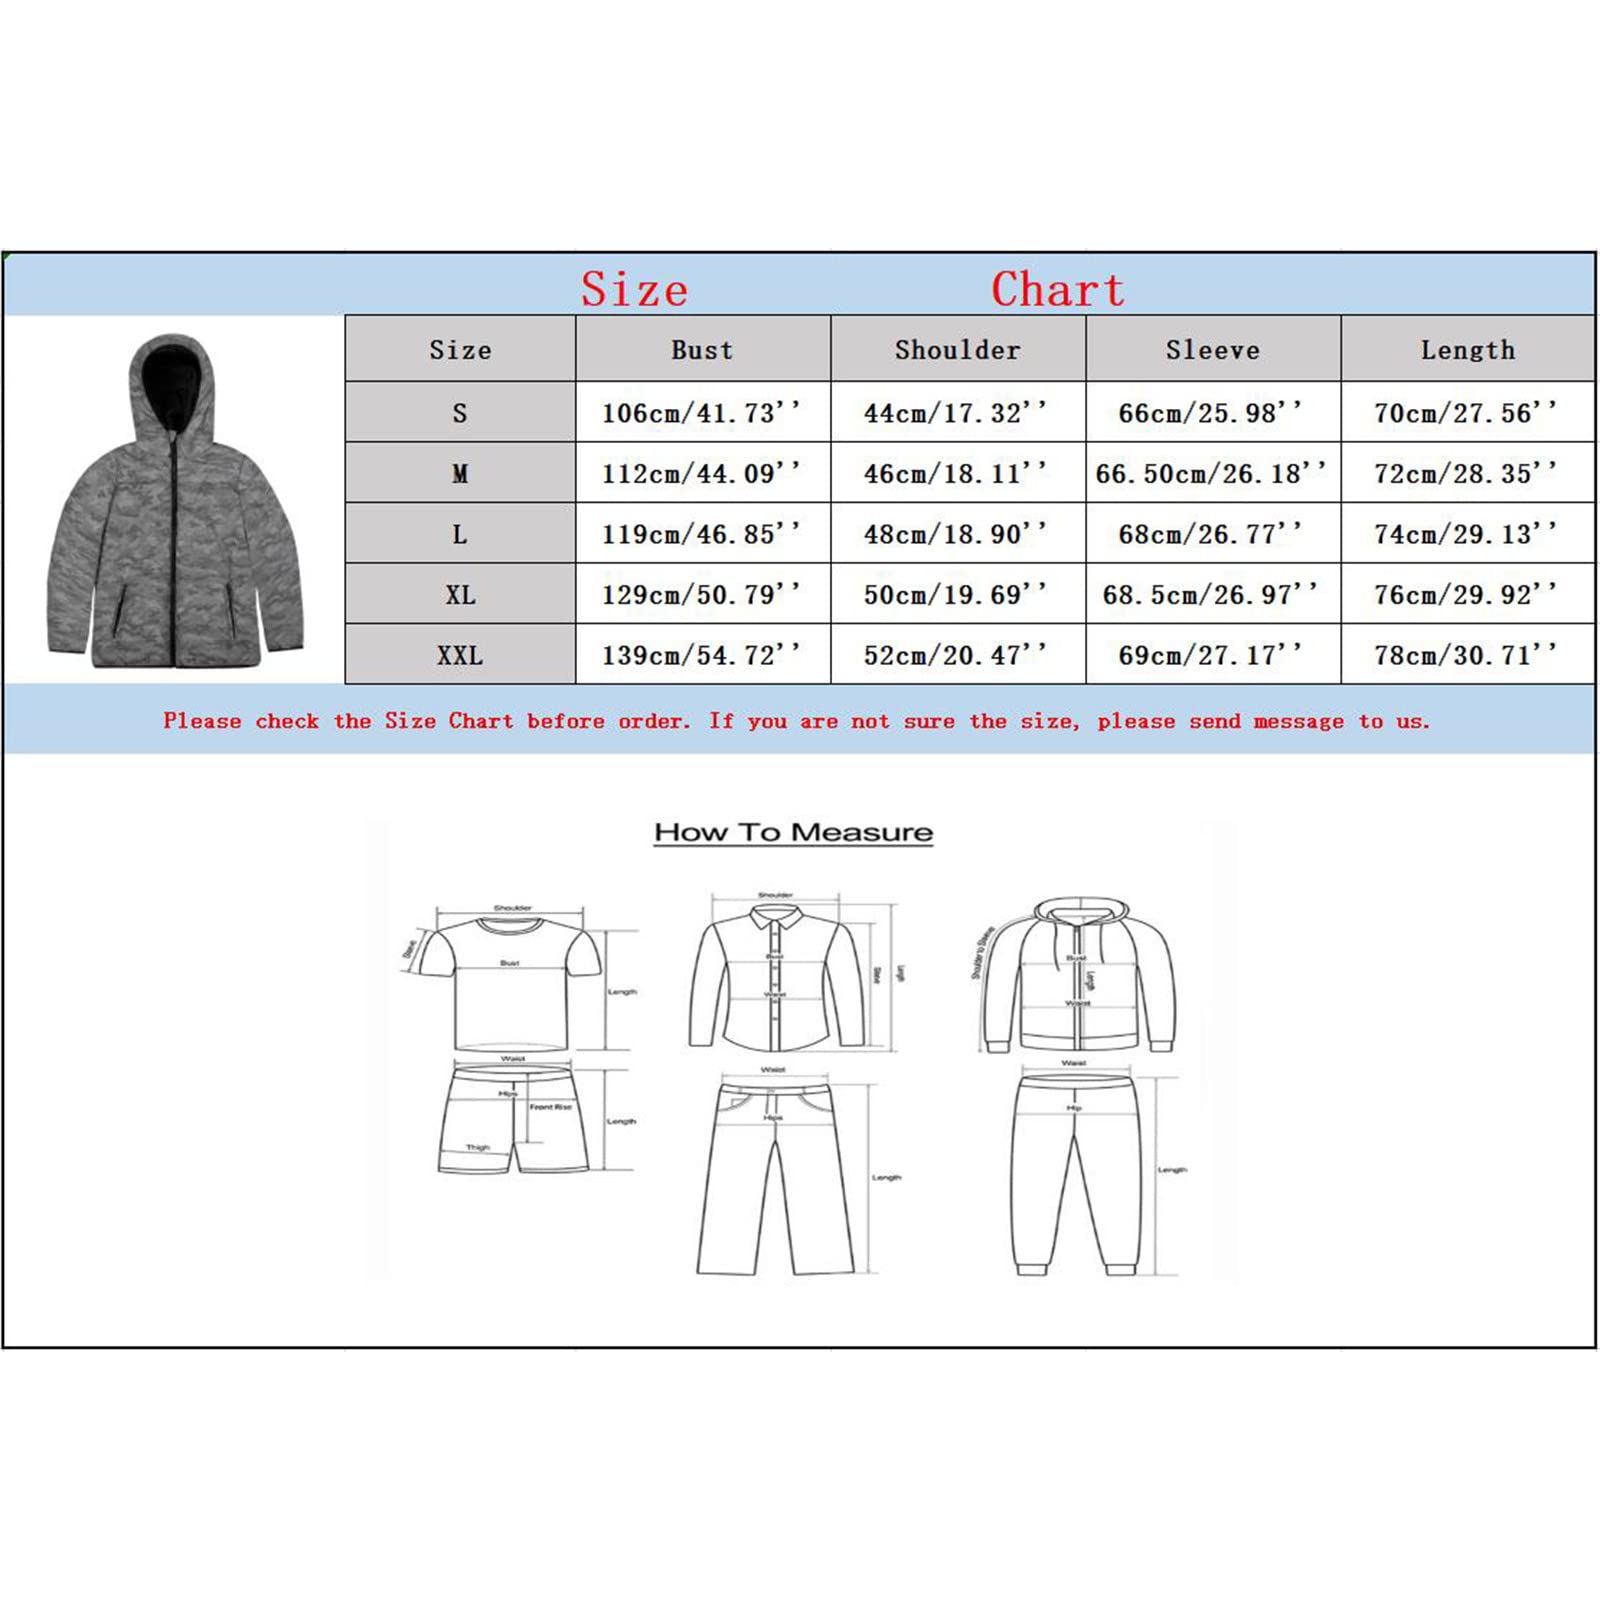 Size Chart
Size Bust Shoulder Sleeve Length
S 106cm/41.73'' 44cm/17.32'' 66cm/25.98'' 70cm/27.56''
M 112cm/44.09'' 46cm/18.11'' 66.50cm/26.18'' 72cm/28.35''
L 119cm/46.85'' 48cm/18.90'' 68cm/26.77'' 74cm/29.13''
XL 129cm/50.79'' 50cm/19.69'' 68.5cm/26.97'' 76cm/29.92''
XXL 139cm/54.72'' 52cm/20.47'' 69cm/27.17'' 78cm/30.71''
Please check the Size Chart before order. If you are not sure the size, please send message to us.
How To Measure
Shoulder
Sleeve
Bust
Length
Waist
Hips
Front Rise
Length
Thigh
Shoulder
Bust
Sleeve
Length
Waist
Waist
Hips
Length
Shoulder to Sleeve
Bust
Length
Waist
Waist
Hip
Length